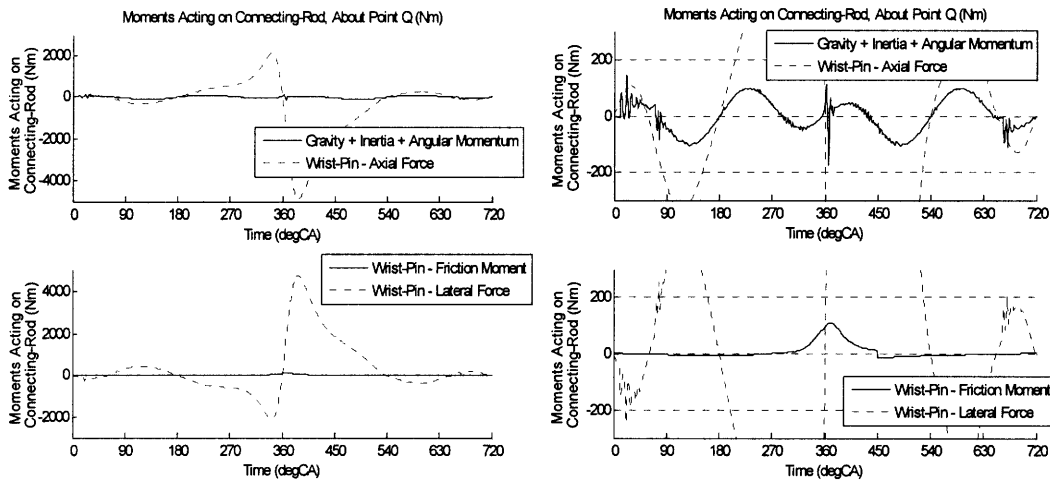 Moments Acting on Connecting-Rod, About Point Q (Nm)
Moments Acting on
Connecting-Rod (Nm)
2000
0
-2000
-4000
Gravity + Inertia + Angular Momentum
Wrist-Pin - Axial Force
0 90 180 270 360 450 540 630 720
Time (degCA)
Moments Acting on Connecting-Rod, About Point Q (Nm)
Moments Acting on
Connecting-Rod (Nm)
200
0
-200
Gravity + Inertia + Angular Momentum
Wrist-Pin - Axial Force
0 90 180 270 360 450 540 630 720
Time (degCA)
Moments Acting on
Connecting-Rod (Nm)
4000
2000
0
-2000
Wrist-Pin - Friction Moment
Wrist-Pin - Lateral Force
0 90 180 270 360 450 540 630 720
Time (degCA)
Moments Acting on
Connecting-Rod (Nm)
200
0
-200
Wrist-Pin - Friction Moment
Wrist-Pin - Lateral Force
0 90 180 270 360 450 540 630 720
Time (degCA)